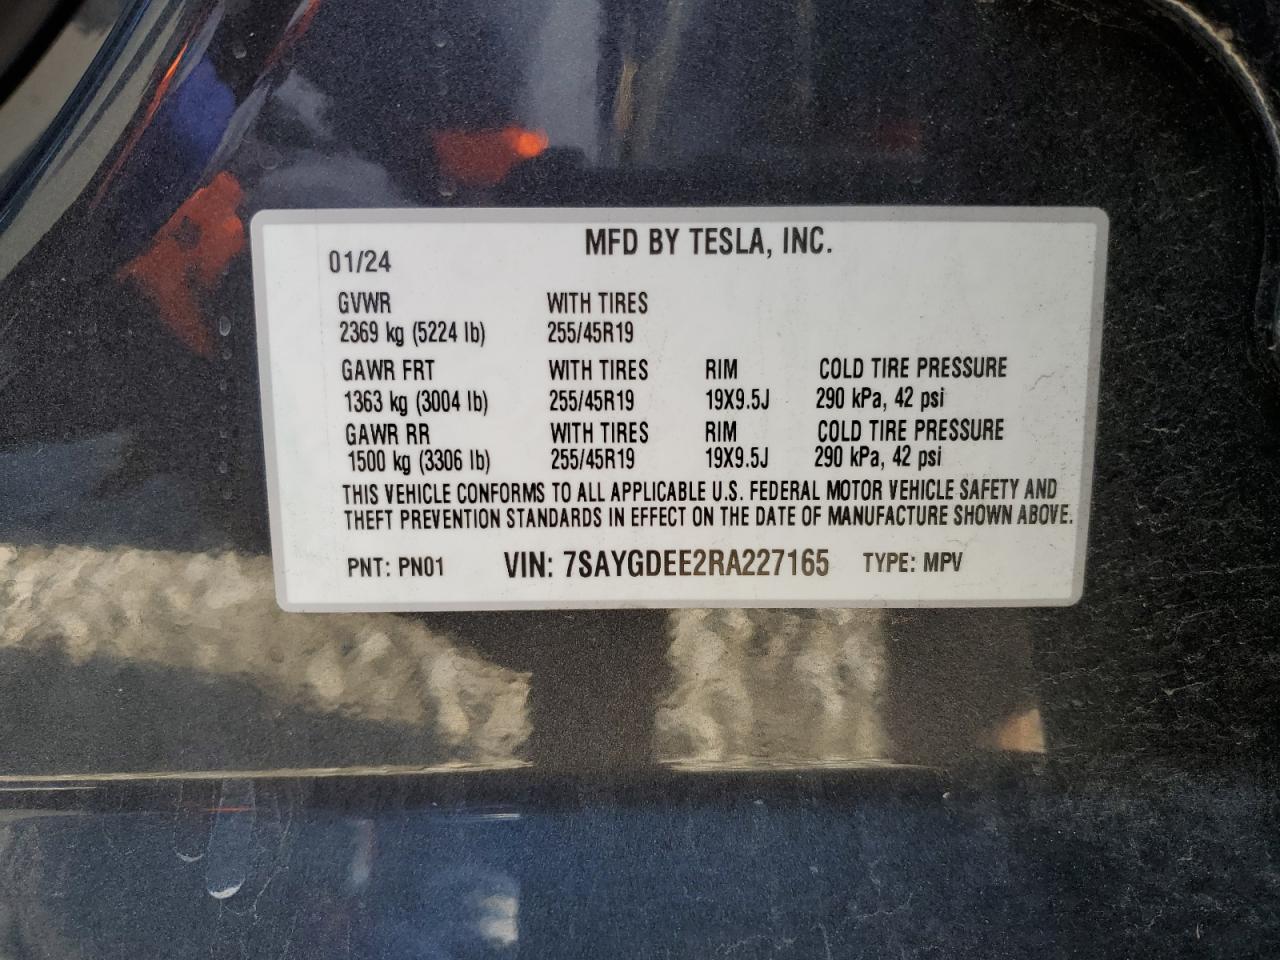 MFD BY TESLA, INC.
01/24
GVWR WITH TIRES
2369 kg (5224 lb) 255/45R19
GAWR FRT WITH TIRES RIM COLD TIRE PRESSURE
1363 kg (3004 lb) 255/45R19 19X9.5J 290 kPa, 42 psi
GAWR RR WITH TIRES RIM COLD TIRE PRESSURE
1500 kg (3306 lb) 255/45R19 19X9.5J 290 kPa, 42 psi
THIS VEHICLE CONFORMS TO ALL APPLICABLE U.S. FEDERAL MOTOR VEHICLE SAFETY AND
THEFT PREVENTION STANDARDS IN EFFECT ON THE DATE OF MANUFACTURE SHOWN ABOVE.
PNT: PN01 VIN: 7SAYGDEE2RA227165 TYPE: MPV